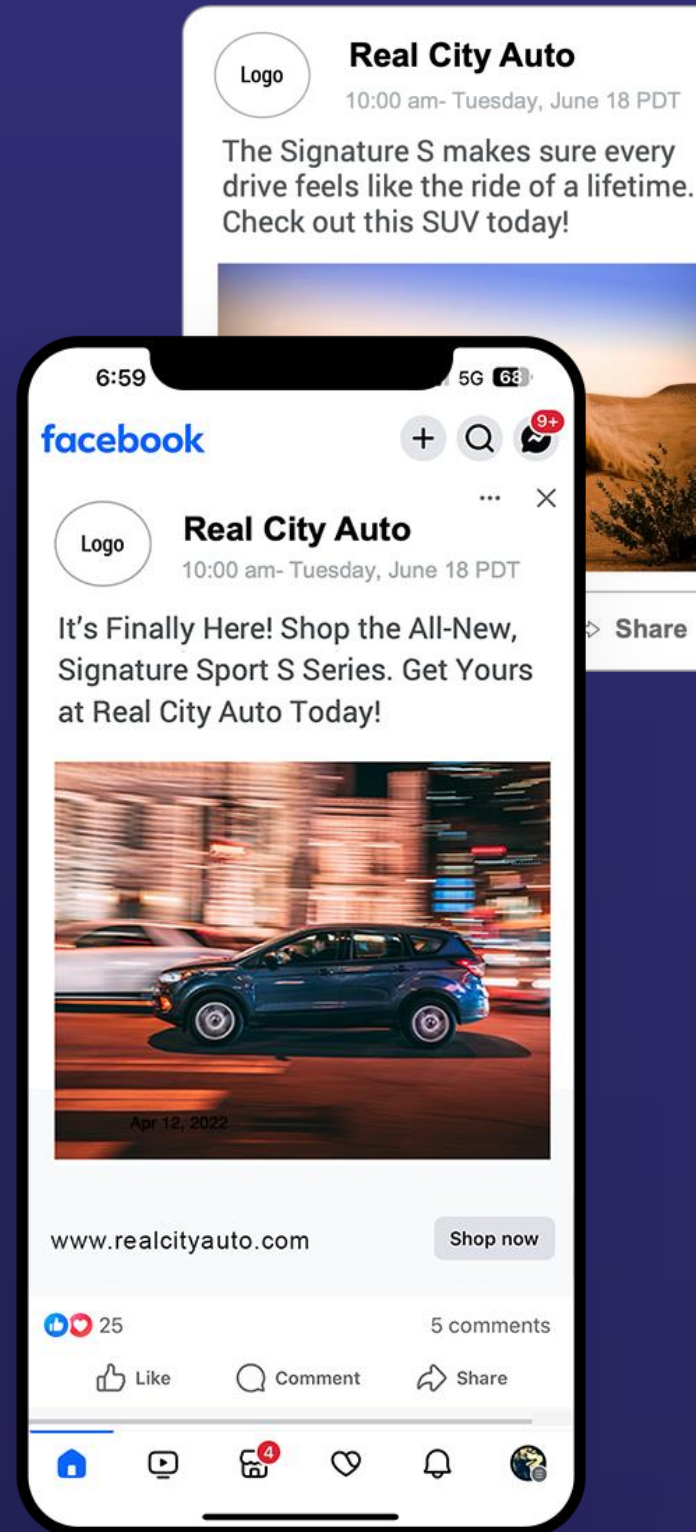 Logo
Real City Auto
10:00 am- Tuesday, June 18 PDT
The Signature S makes sure every
drive feels like the ride of a lifetime.
Check out this SUV today!
Share
6:59
5G 68
facebook
9+
Logo
Real City Auto
10:00 am- Tuesday, June 18 PDT
It's Finally Here! Shop the All-New,
Signature Sport S Series. Get Yours
at Real City Auto Today!
Apr 12, 2022
www.realcityauto.com
Shop now
25
5 comments
Like
Comment
Share
4